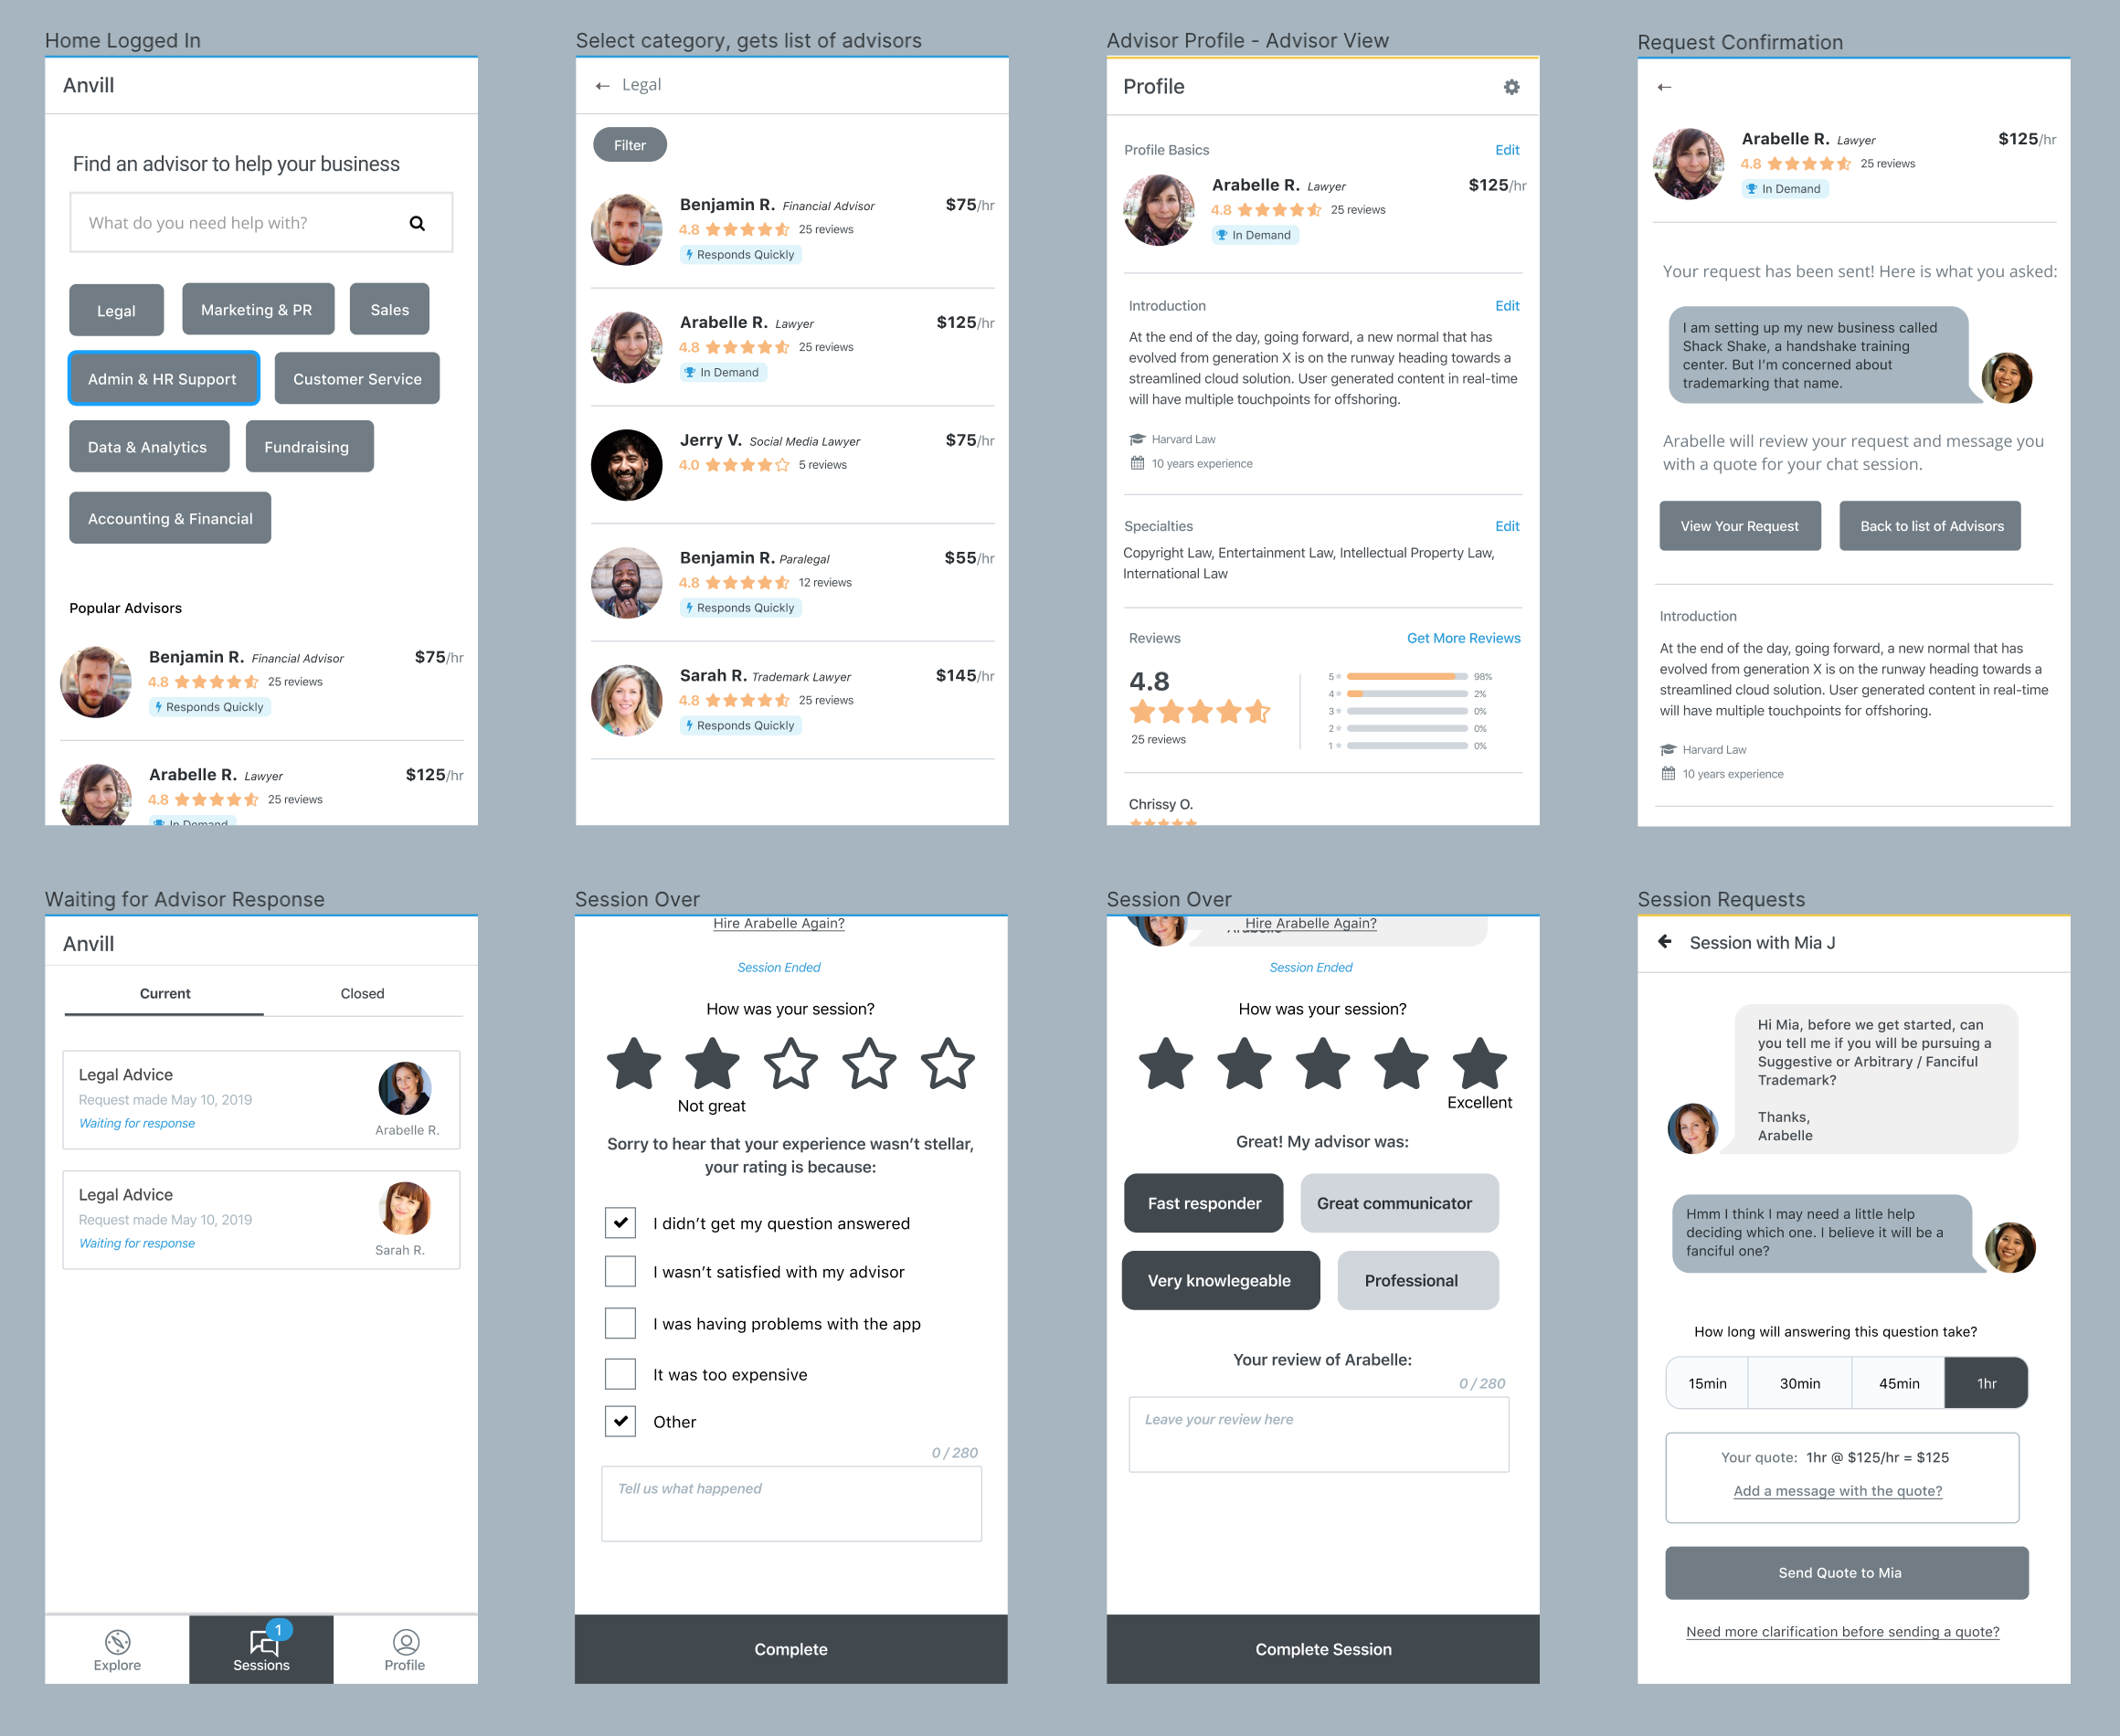 Home Logged In
Anvill
Find an advisor to help your business
What do you need help with?
Legal
Marketing & PR
Sales
Admin & HR Support
Customer Service
Data & Analytics
Fundraising
Accounting & Financial
Popular Advisors
Benjamin R. Financial Advisor $75/hr
4.8 25 reviews
Responds Quickly
Arabelle R. Lawyer $125/hr
4.8 25 reviews
In Demand
Select category, gets list of advisors
← Legal
Filter
Benjamin R. Financial Advisor $75/hr
4.8 25 reviews
Responds Quickly
Arabelle R. Lawyer $125/hr
4.8 25 reviews
In Demand
Jerry V. Social Media Lawyer $75/hr
4.0 5 reviews
Benjamin R. Paralegal $55/hr
4.8 12 reviews
Responds Quickly
Sarah R. Trademark Lawyer $145/hr
4.8 25 reviews
Responds Quickly
Advisor Profile - Advisor View
Profile
Profile Basics Edit
Arabelle R. Lawyer $125/hr
4.8 25 reviews
In Demand
Introduction Edit
At the end of the day, going forward, a new normal that has
evolved from generation X is on the runway heading towards a
streamlined cloud solution. User generated content in real-time
will have multiple touchpoints for offshoring.
Harvard Law
10 years experience
Specialties Edit
Copyright Law, Entertainment Law, Intellectual Property Law,
International Law
Reviews Get More Reviews
4.8
25 reviews
5 98%
4 2%
3 0%
2 0%
1 0%
Chrissy O.
Request Confirmation
←
Arabelle R. Lawyer $125/hr
4.8 25 reviews
In Demand
Your request has been sent! Here is what you asked:
I am setting up my new business called
Shack Shake, a handshake training
center. But I'm concerned about
trademarking that name.
Arabelle will review your request and message you
with a quote for your chat session.
View Your Request
Back to list of Advisors
Introduction
At the end of the day, going forward, a new normal that has
evolved from generation X is on the runway heading towards a
streamlined cloud solution. User generated content in real-time
will have multiple touchpoints for offshoring.
Harvard Law
10 years experience
Waiting for Advisor Response
Anvill
Current Closed
Legal Advice
Request made May 10, 2019
Waiting for response
Arabelle R.
Legal Advice
Request made May 10, 2019
Waiting for response
Sarah R.
1
Explore Sessions Profile
Session Over
Hire Arabelle Again?
Session Ended
How was your session?
Not great
Sorry to hear that your experience wasn't stellar,
your rating is because:
I didn't get my question answered
I wasn't satisfied with my advisor
I was having problems with the app
It was too expensive
Other
0 / 280
Tell us what happened
Complete
Session Over
Hire Arabelle Again?
Arabelle
Session Ended
How was your session?
Excellent
Great! My advisor was:
Fast responder
Great communicator
Very knowlegeable
Professional
Your review of Arabelle:
0 / 280
Leave your review here
Complete Session
Session Requests
Session with Mia J
Hi Mia, before we get started, can
you tell me if you will be pursuing a
Suggestive or Arbitrary / Fanciful
Trademark?
Thanks,
Arabelle
Hmm I think I may need a little help
deciding which one. I believe it will be a
fanciful one?
How long will answering this question take?
15min 30min 45min 1hr
Your quote: 1hr @ $125/hr = $125
Add a message with the quote?
Send Quote to Mia
Need more clarification before sending a quote?